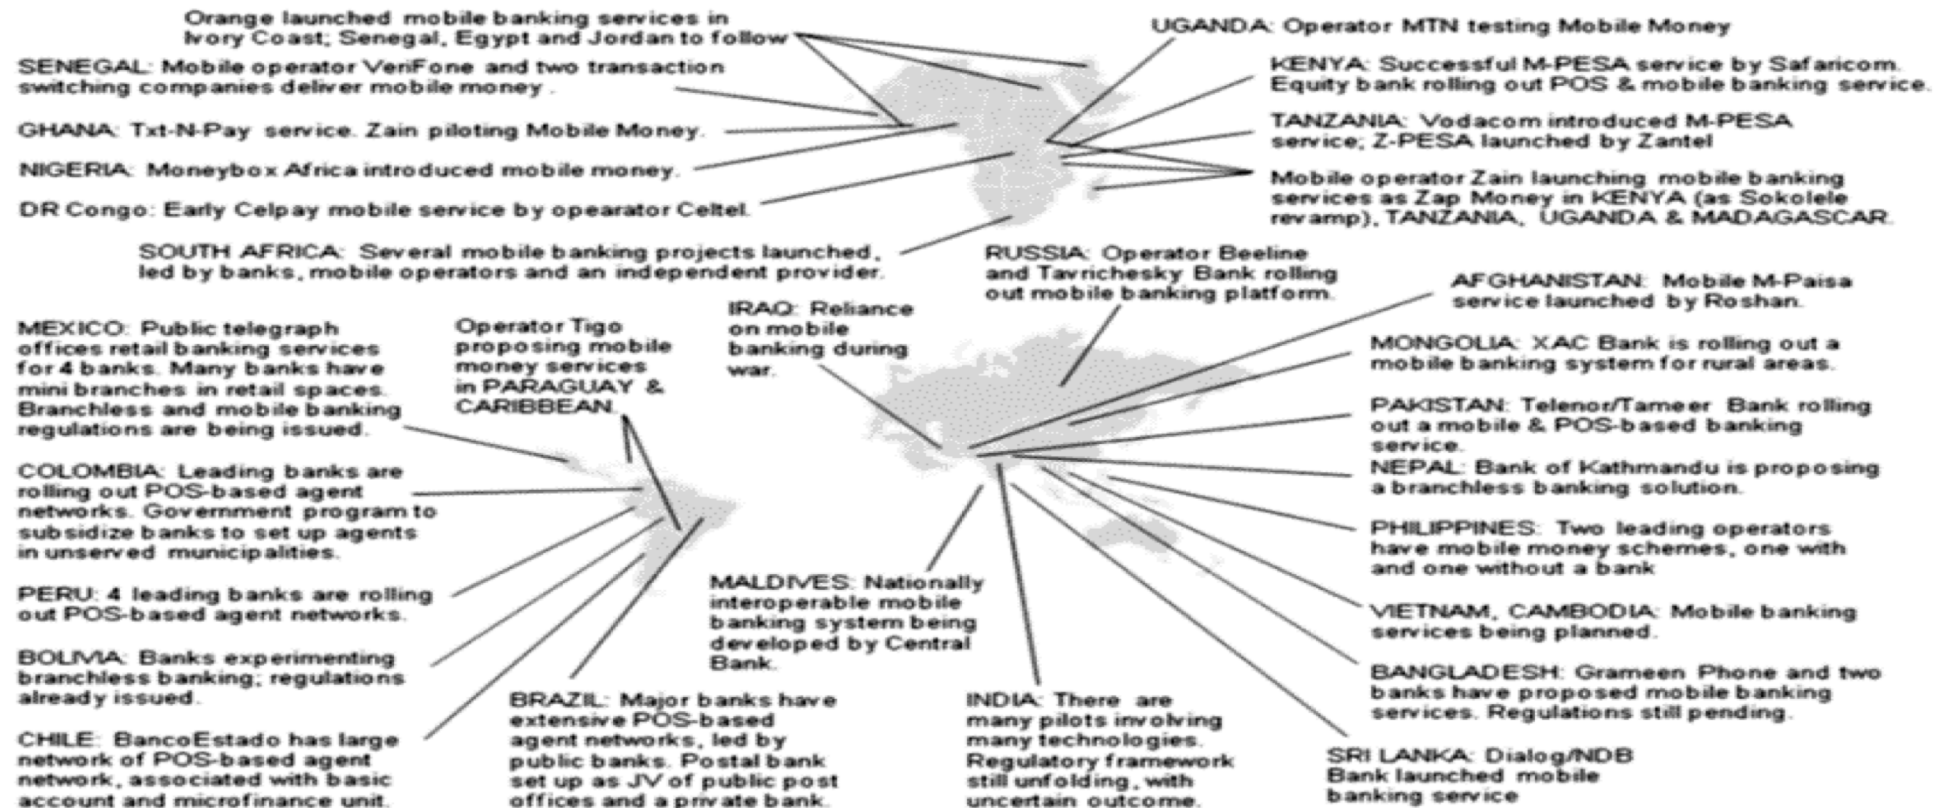 Orange launched mobile banking services in
Ivory Coast; Senegal, Egypt and Jordan to follow
SENEGAL: Mobile operator VeriFone and two transaction
switching companies deliver mobile money .
GHANA: Txt-N-Pay service. Zain piloting Mobile Money.
NIGERIA: Moneybox Africa introduced mobile money.
DR Congo: Early Celpay mobile service by opearator Celtel.
SOUTH AFRICA: Several mobile banking projects launched,
led by banks, mobile operators and an independent provider.
UGANDA: Operator MTN testing Mobile Money
KENYA: Successful M-PESA service by Safaricom.
Equity bank rolling out POS & mobile banking service.
TANZANIA: Vodacom introduced M-PESA
service; Z-PESA launched by Zantel
Mobile operator Zain launching mobile banking
services as Zap Money in KENYA (as Sokolele
revamp), TANZANIA, UGANDA & MADAGASCAR.
MEXICO: Public telegraph
offices retail banking services
for 4 banks. Many banks have
mini branches in retail spaces.
Branchless and mobile banking
regulations are being issued.
COLOMBIA: Leading banks are
rolling out POS-based agent
networks. Government program to
subsidize banks to set up agents
in unserved municipalities.
PERU: 4 leading banks are rolling
out POS-based agent networks.
BOLIVIA: Banks experimenting
branchless banking; regulations
already issued.
CHILE: BancoEstado has large
network of POS-based agent
network, associated with basic
account and microfinance unit.
Operator Tigo
proposing mobile
money services
in PARAGUAY &
CARIBBEAN.
BRAZIL: Major banks have
extensive POS-based
agent networks, led by
public banks. Postal bank
set up as JV of public post
offices and a private bank.
IRAQ: Reliance
on mobile
banking during
war.
MALDIVES: Nationally
interoperable mobile
banking system being
developed by Central
Bank.
RUSSIA: Operator Beeline
and Tavrichesky Bank rolling
out mobile banking platform.
INDIA: There are
many pilots involving
many technologies.
Regulatory framework
still unfolding, with
uncertain outcome.
AFGHANISTAN: Mobile M-Paisa
service launched by Roshan.
MONGOLIA: XAC Bank is rolling out a
mobile banking system for rural areas.
PAKISTAN: Telenor/Tameer Bank rolling
out a mobile & POS-based banking
service.
NEPAL: Bank of Kathmandu is proposing
a branchless banking solution.
PHILIPPINES: Two leading operators
have mobile money schemes, one with
and one without a bank
VIETNAM, CAMBODIA: Mobile banking
services being planned.
BANGLADESH: Grameen Phone and two
banks have proposed mobile banking
services. Regulations still pending.
SRI LANKA: Dialog/NDB
Bank launched mobile
banking service